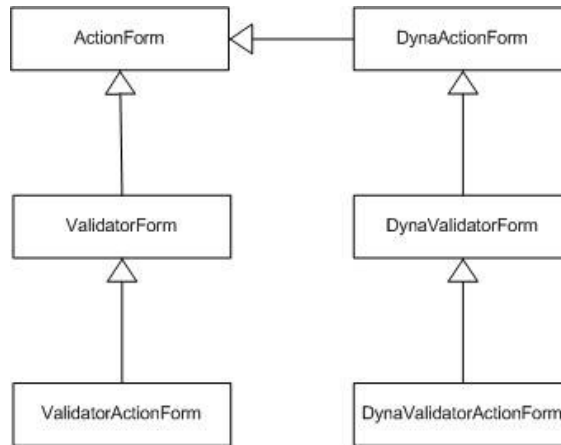 ActionForm
DynaActionForm
ValidatorForm
DynaValidatorForm
ValidatorActionForm
DynaValidatorActionForm